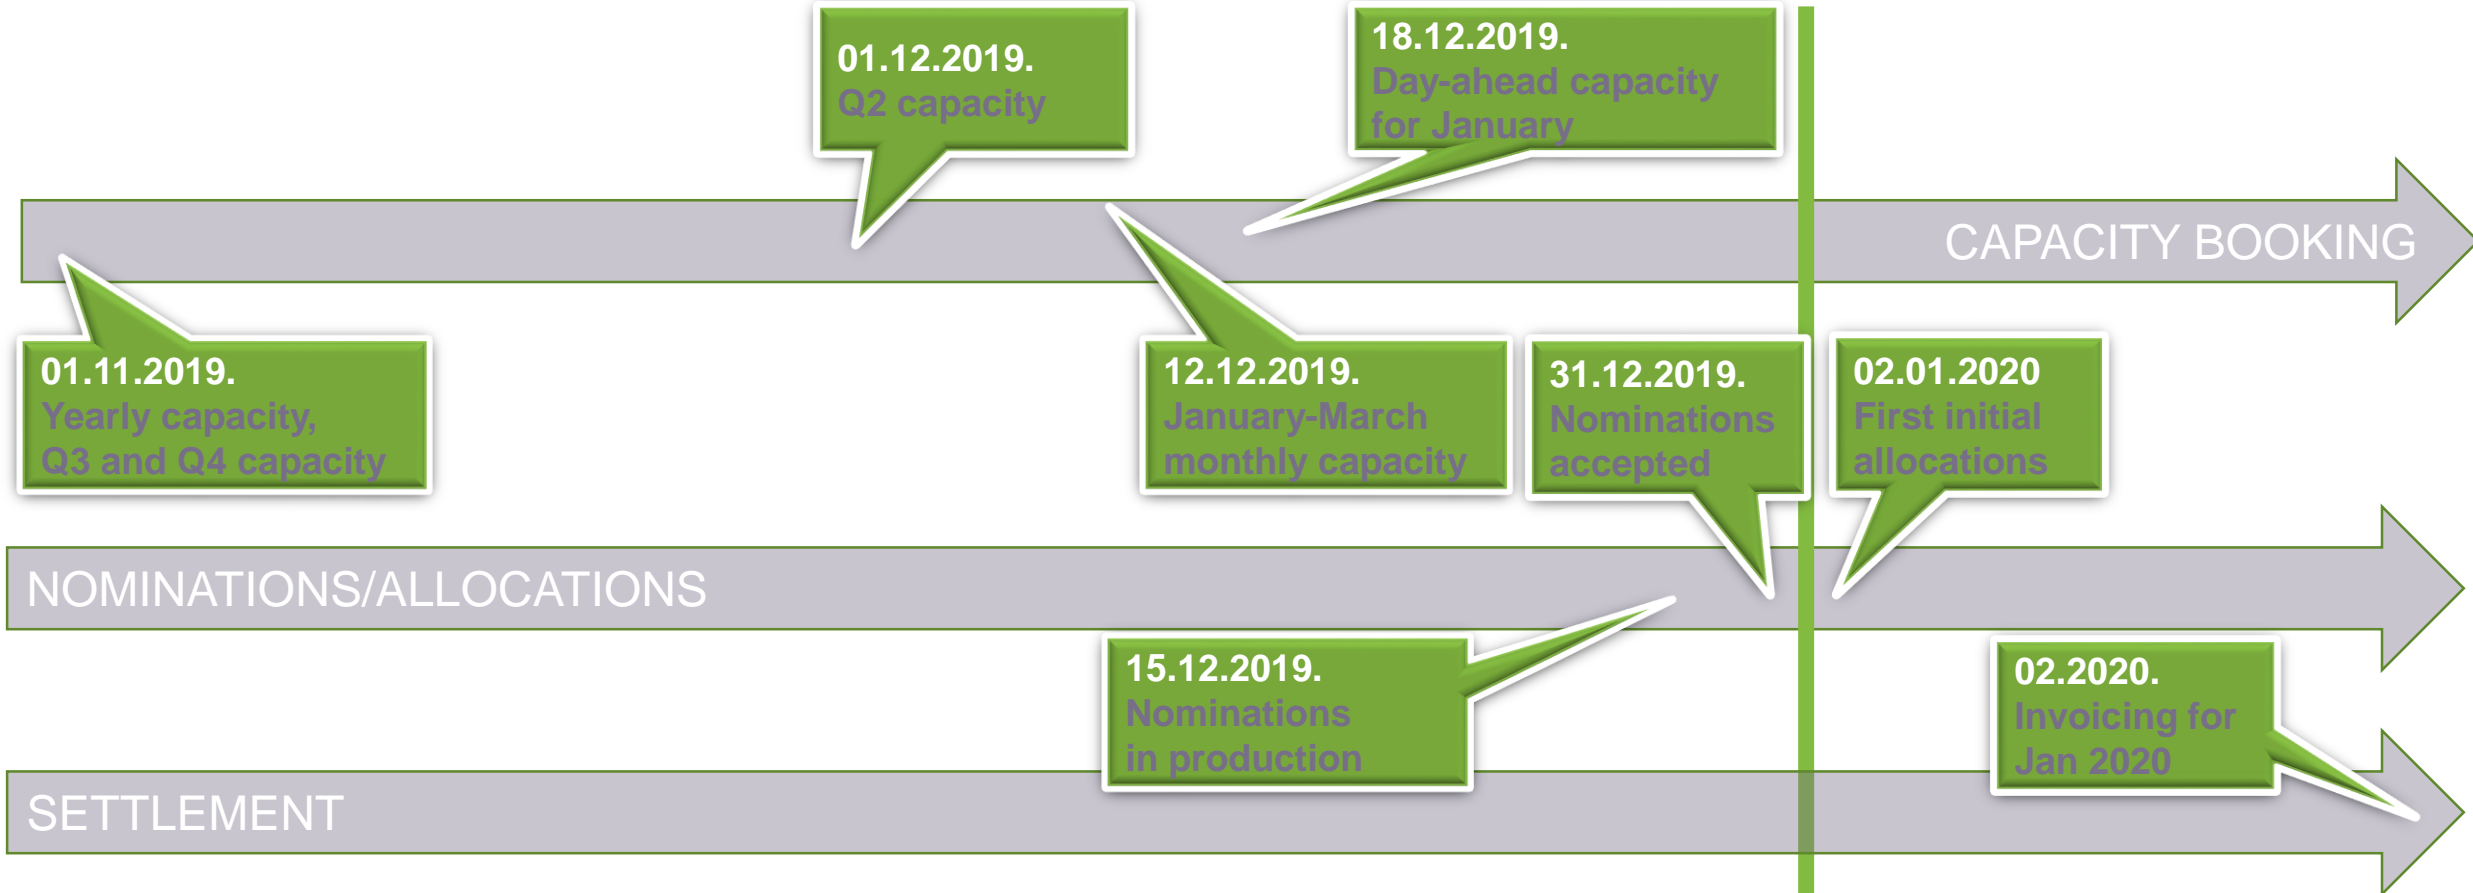 01.12.2019.
Q2 capacity
18.12.2019.
Day-ahead capacity
for January
CAPACITY BOOKING
01.11.2019.
Yearly capacity,
Q3 and Q4 capacity
12.12.2019.
January-March
monthly capacity
31.12.2019.
Nominations
accepted
02.01.2020
First initial
allocations
NOMINATIONS/ALLOCATIONS
15.12.2019.
Nominations
in production
02.2020.
Invoicing for
Jan 2020
SETTLEMENT